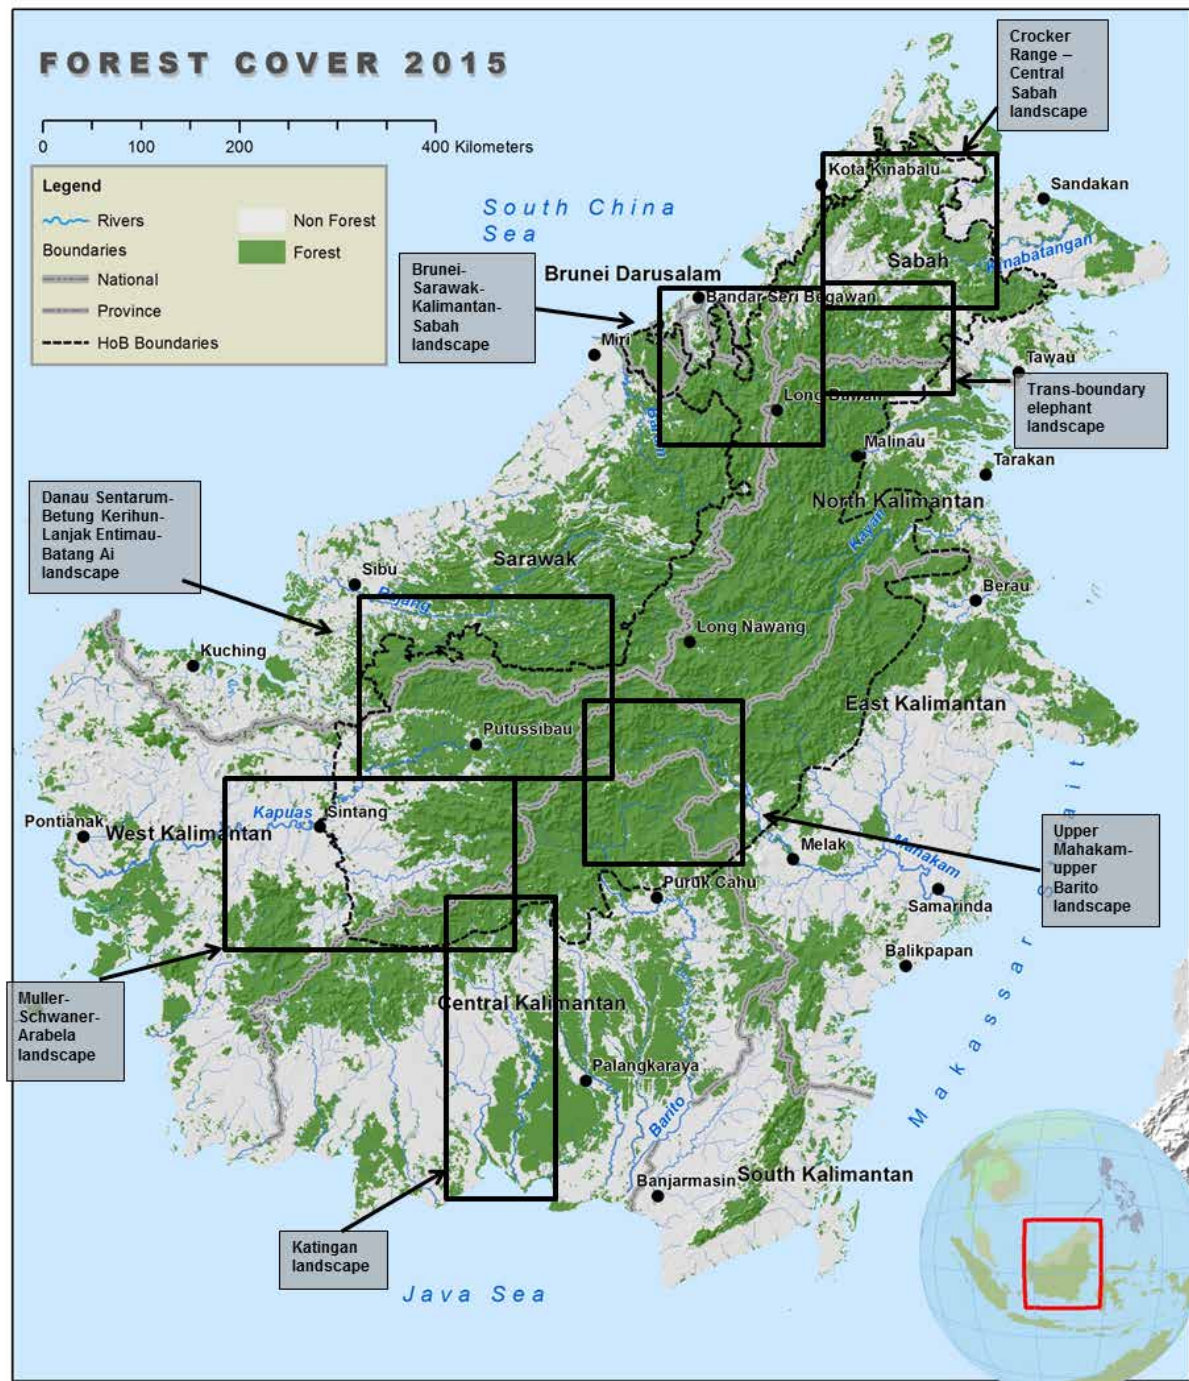 FOREST COVER 2015
0 100 200 400 Kilometers
Legend
Rivers
Boundaries
National
Province
HoB Boundaries
Non Forest
Forest
Crocker
Range –
Central
Sabah
landscape
South China
Sea
Kota Kinabalu
Sandakan
Kinabatangan
Sabah
Brunei-
Sarawak-
Kalimantan-
Sabah
landscape
Brunei Darusalam
Bandar Seri Begawan
Miri
Tawau
Trans-boundary
elephant
landscape
Long Bawan
Baram
Malinau
Tarakan
North Kalimantan
Kayan
Danau Sentarum-
Betung Kerihun-
Lanjak Entimau-
Batang Ai
landscape
Sarawak
Sibu
Rejang
Berau
Long Nawang
Kuching
East Kalimantan
Putussibau
Kapuas
Sintang
Pontianak
West Kalimantan
Melak
Mahakam
Samarinda
Upper
Mahakam-
upper
Barito
landscape
Puruk Cahu
Balikpapan
Muller-
Schwaner-
Arabela
landscape
Central Kalimantan
Palangkaraya
Barito
Makassar Strait
Banjarmasin
South Kalimantan
Katingan
landscape
Java Sea